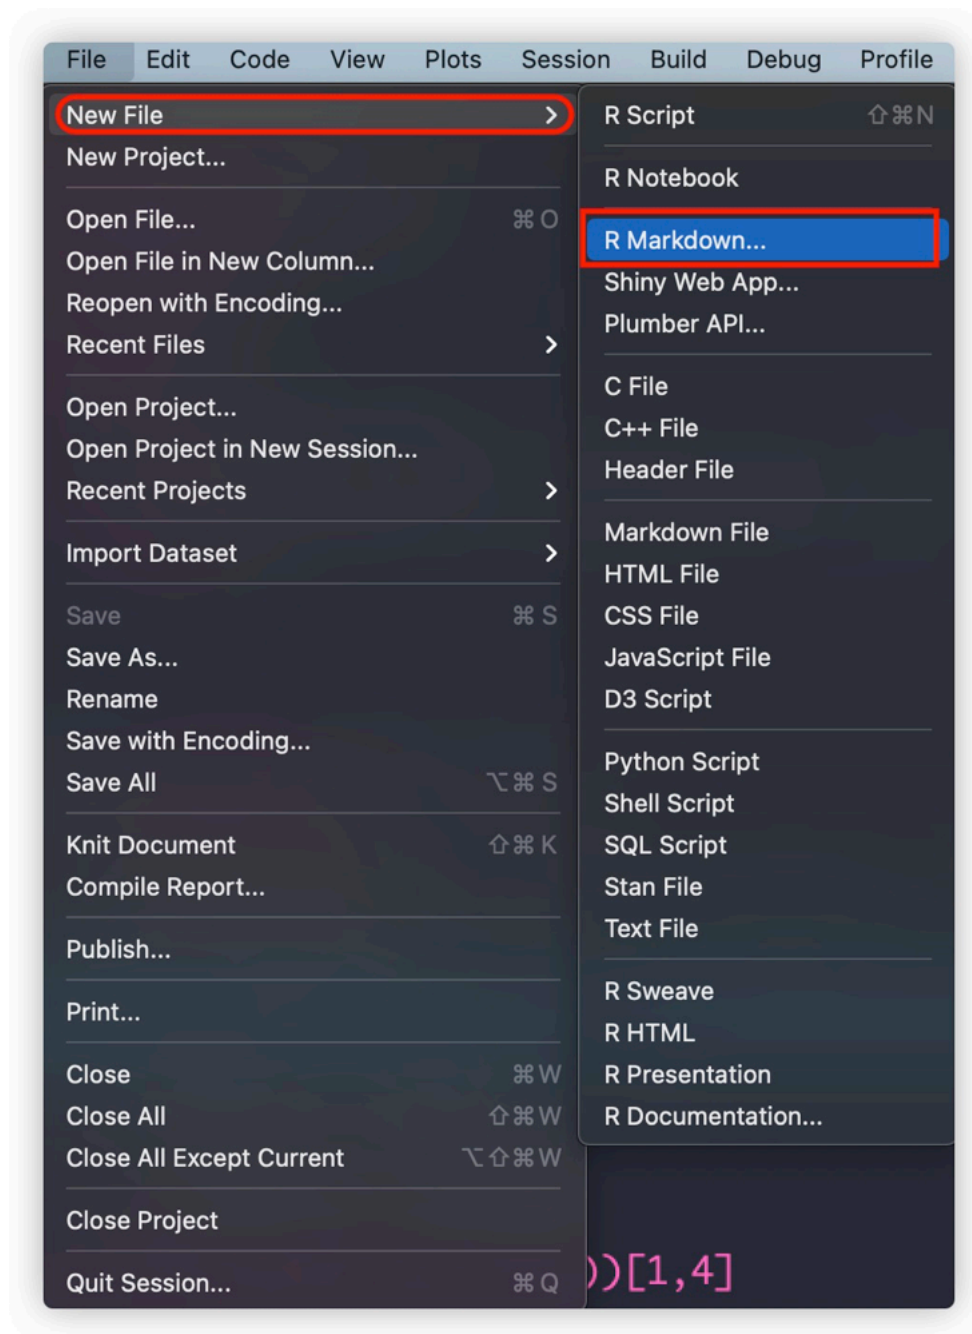 File Edit Code View Plots Session Build Debug Profile
New File >
New Project...
Open File... ⌘ O
Open File in New Column...
Reopen with Encoding...
Recent Files >
Open Project...
Open Project in New Session...
Recent Projects >
Import Dataset >
Save ⌘ S
Save As...
Rename
Save with Encoding...
Save All ⌥⌘ S
Knit Document ⇧⌘ K
Compile Report...
Publish...
Print...
Close ⌘W
Close All ⇧⌘W
Close All Except Current ⌥⇧⌘W
Close Project
Quit Session... ⌘Q
R Script ⇧⌘N
R Notebook
R Markdown...
Shiny Web App...
Plumber API...
C File
C++ File
Header File
Markdown File
HTML File
CSS File
JavaScript File
D3 Script
Python Script
Shell Script
SQL Script
Stan File
Text File
R Sweave
R HTML
R Presentation
R Documentation...
))[1,4]